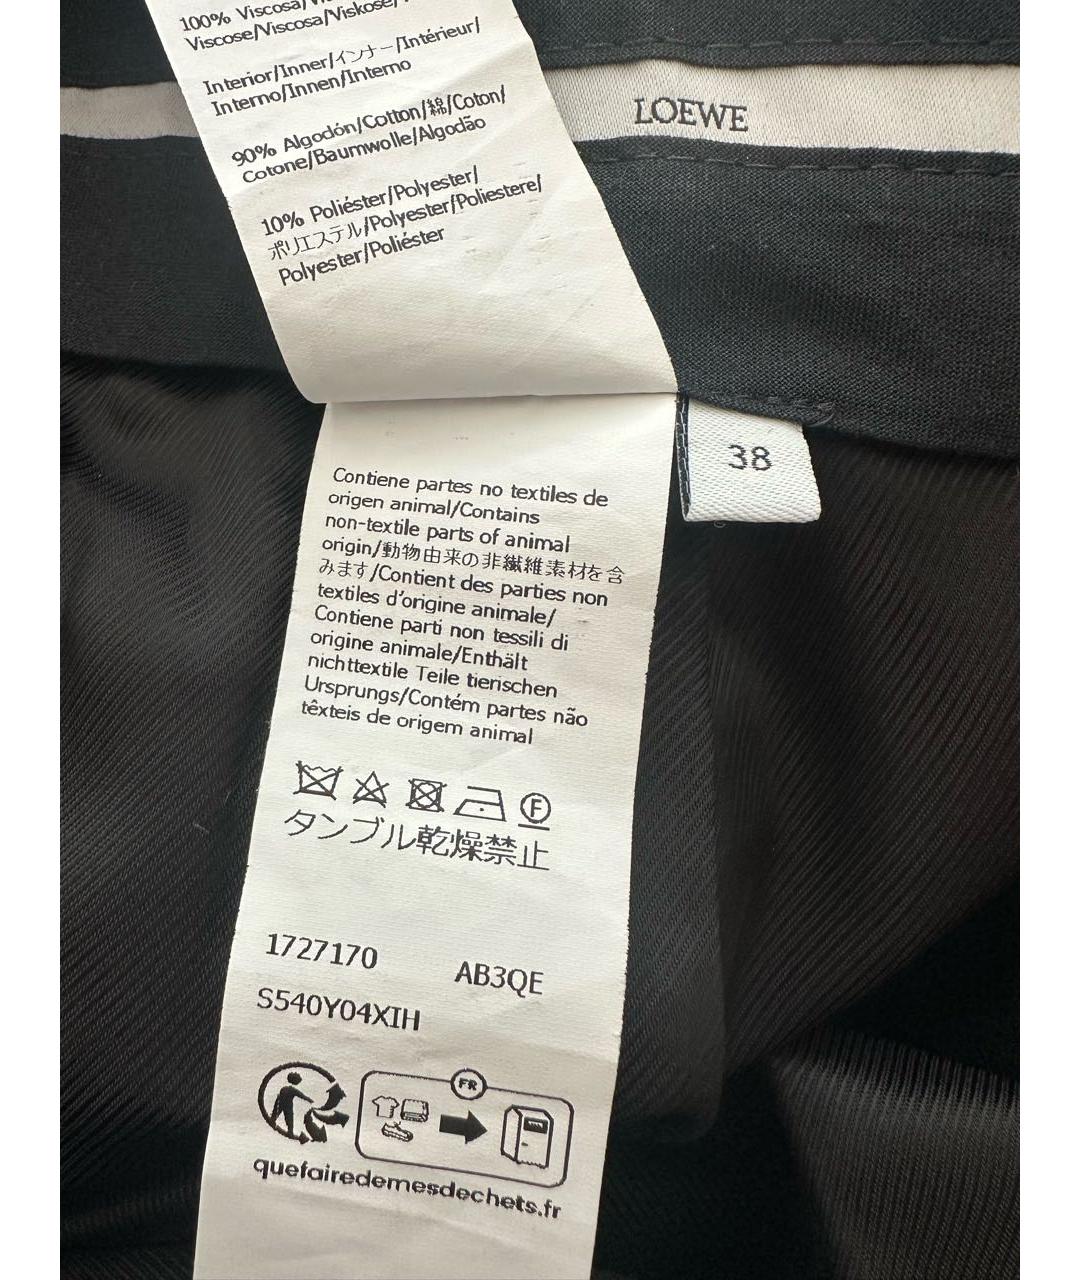 100% Viscosa/
Viscose/Viscosa/Viskose/
Interior/Inner/インナー/Intérieur/
Interno/Innen/Interno
90% Algodón/Cotton/綿/Coton/
Cotone/Baumwolle/Algodão
10% Poliéster/Polyester/
ポリエステル/Polyester/Poliestere/
Polyester/Poliéster
LOEWE
38
Contiene partes no textiles de
origen animal/Contains
non-textile parts of animal
origin/動物由来の非繊維素材を含
みます/Contient des parties non
textiles d'origine animale/
Contiene parti non tessili di
origine animale/Enthält
nichttextile Teile tierischen
Ursprungs/Contém partes não
têxteis de origem animal
F
タンブル乾燥禁止
1727170 AB3QE
S540Y04XIH
FR
quefairedemesdechets.fr